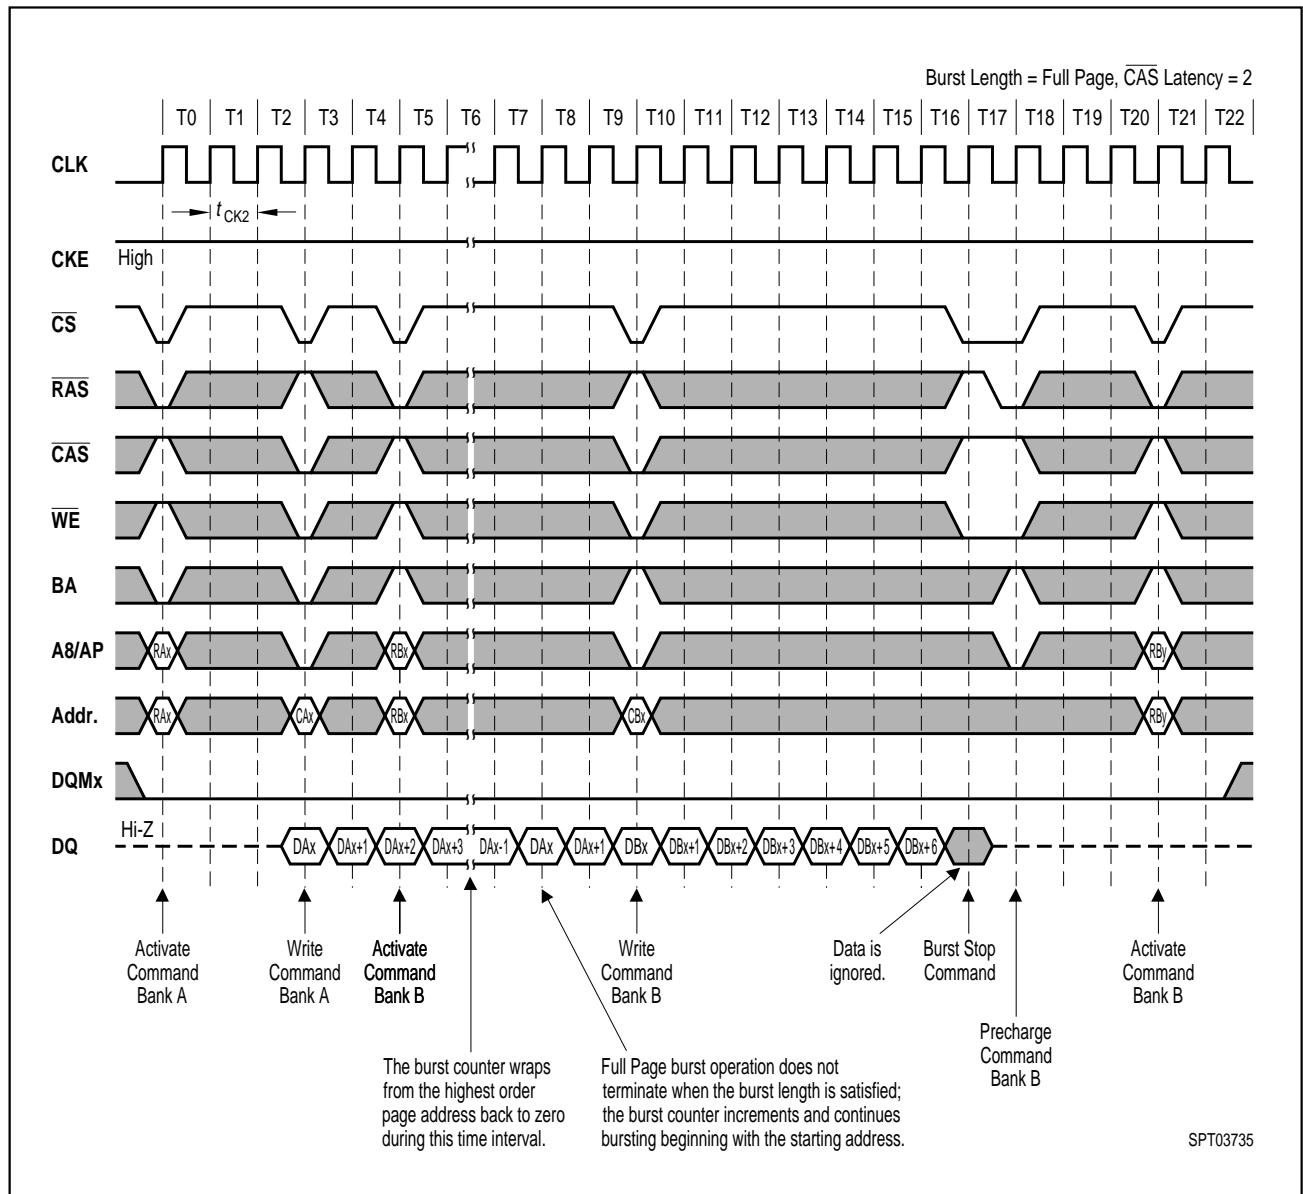 Burst Length = Full Page, CAS Latency = 2
T0 T1 T2 T3 T4 T5 T6 T7 T8 T9 T10 T11 T12 T13 T14 T15 T16 T17 T18 T19 T20 T21 T22
CLK
t CK2
CKE High
CS
RAS
CAS
WE
BA
A8/AP RAx RBx RBy
Addr. RAx CAx RBx CBx RBy
DQMx
DQ Hi-Z DAx DAx+1 DAx+2 DAx+3 DAx-1 DAx DAx+1 DBx DBx+1 DBx+2 DBx+3 DBx+4 DBx+5 DBx+6
Activate
Command
Bank A
Write
Command
Bank A
Activate
Command
Bank B
Write
Command
Bank B
Data is
ignored.
Burst Stop
Command
Activate
Command
Bank B
Precharge
Command
Bank B
The burst counter wraps
from the highest order
page address back to zero
during this time interval.
Full Page burst operation does not
terminate when the burst length is satisfied;
the burst counter increments and continues
bursting beginning with the starting address.
SPT03735